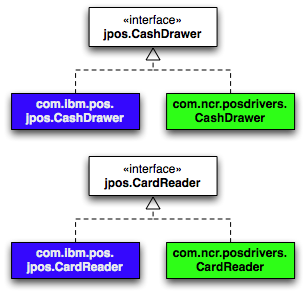 «interface»
jpos.CashDrawer
com.ibm.pos.
jpos.CashDrawer
com.ncr.posdrivers.
CashDrawer
«interface»
jpos.CardReader
com.ibm.pos.
jpos.CardReader
com.ncr.posdrivers.
CardReader